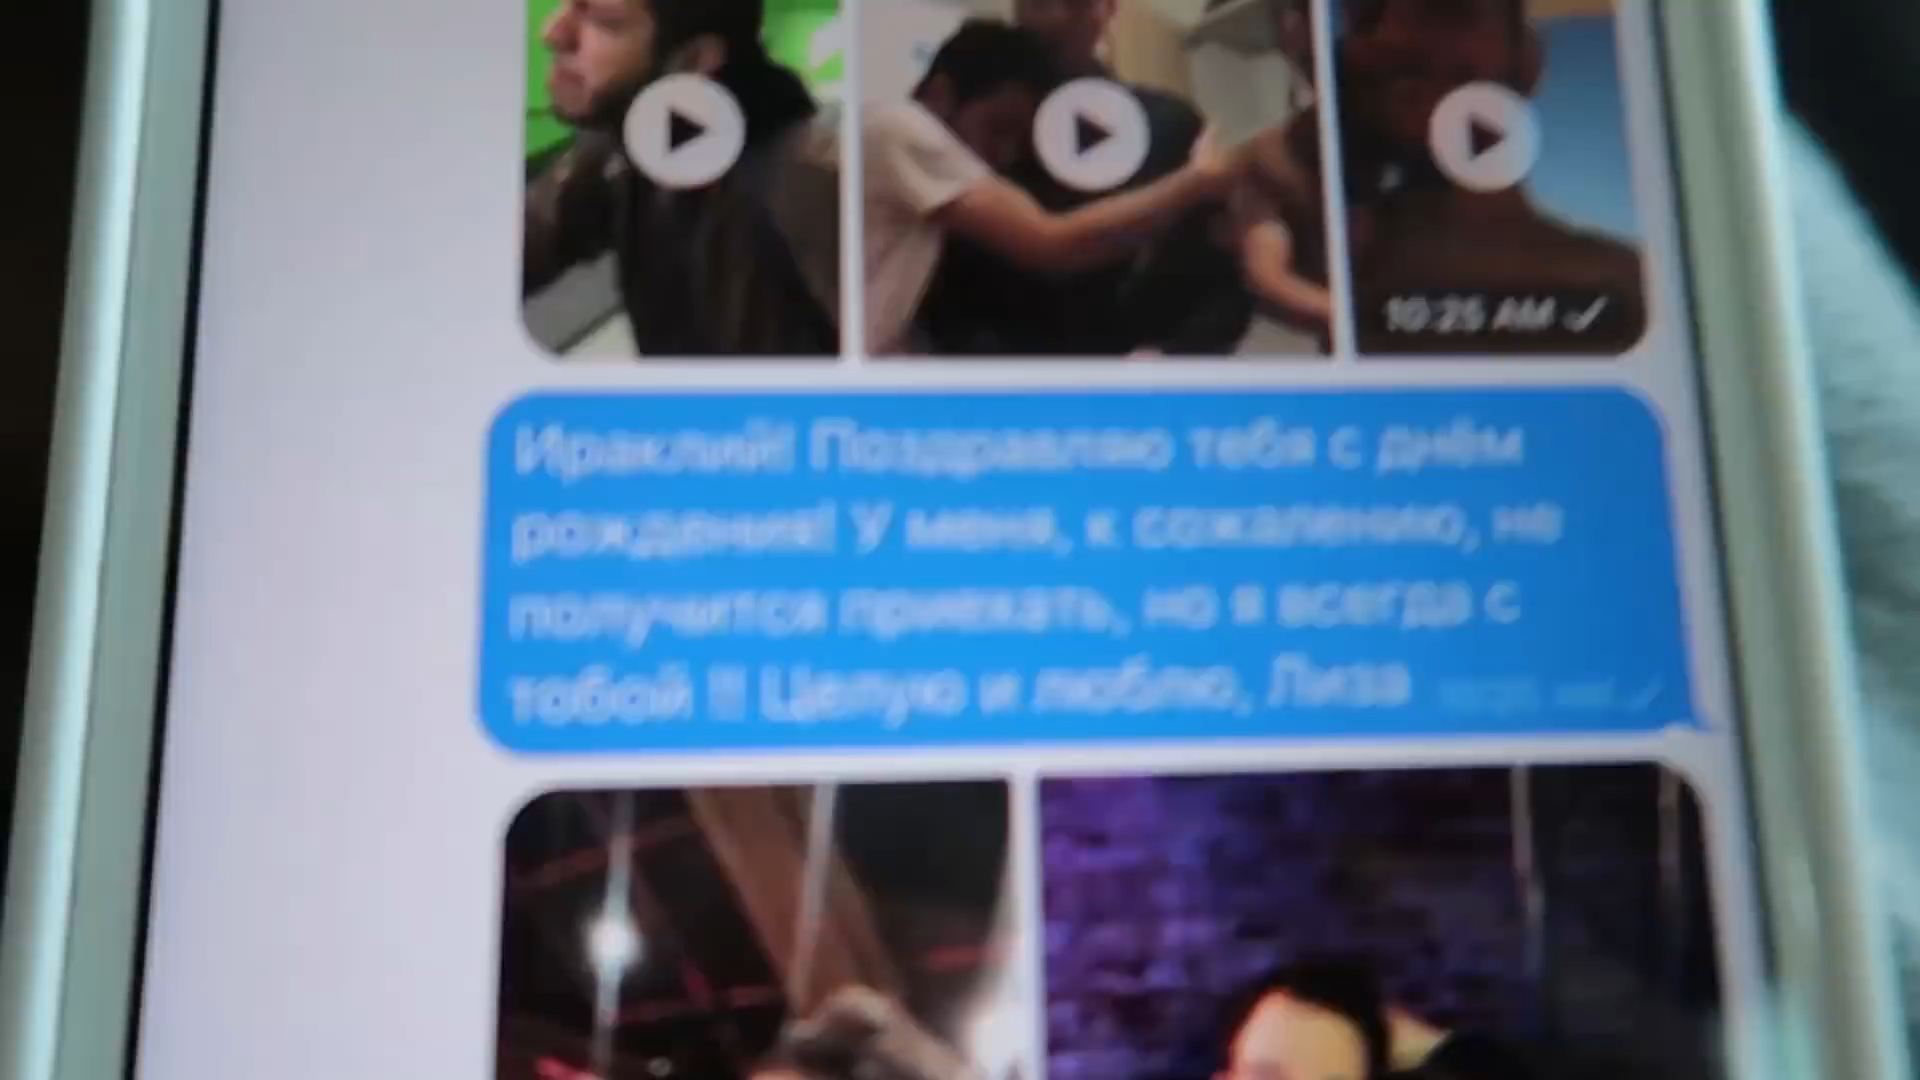 10:25 AM
Ираклий! Поздравляю тебя с днём
рождения! У меня, к сожалению, не
получится приехать, но я всегда с
тобой !! Целую и люблю, Лиза